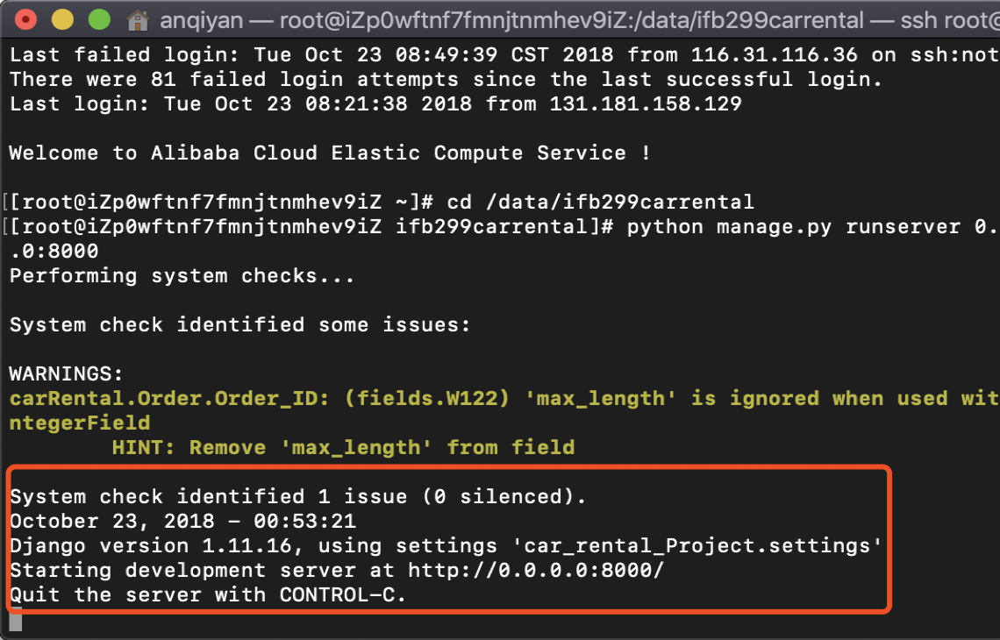 anqiyan — root@iZp0wftnf7fmnjtnmhev9iZ:/data/ifb299carrental — ssh root@
Last failed login: Tue Oct 23 08:49:39 CST 2018 from 116.31.116.36 on ssh:not
There were 81 failed login attempts since the last successful login.
Last login: Tue Oct 23 08:21:38 2018 from 131.181.158.129
Welcome to Alibaba Cloud Elastic Compute Service !
[[root@iZp0wftnf7fmnjtnmhev9iZ ~]# cd /data/ifb299carrental
[[root@iZp0wftnf7fmnjtnmhev9iZ ifb299carrental]# python manage.py runserver 0.
.0:8000
Performing system checks...
System check identified some issues:
WARNINGS:
carRental.Order.Order_ID: (fields.W122) 'max_length' is ignored when used wit
ntegerField
HINT: Remove 'max_length' from field
System check identified 1 issue (0 silenced).
October 23, 2018 - 00:53:21
Django version 1.11.16, using settings 'car_rental_Project.settings'
Starting development server at http://0.0.0.0:8000/
Quit the server with CONTROL-C.